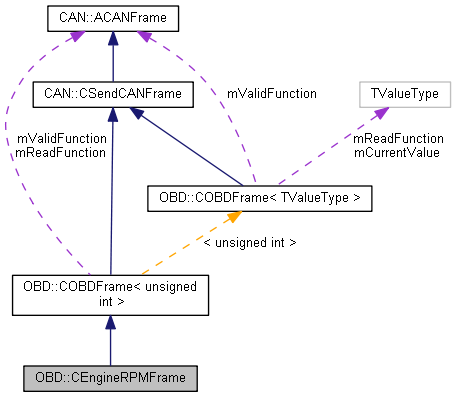 CAN::ACANFrame
mValidFunction
CAN::CSendCANFrame
TValueType
mValidFunction
mReadFunction
mReadFunction
mCurrentValue
OBD::COBDFrame< TValueType >
< unsigned int >
OBD::COBDFrame< unsigned
int >
OBD::CEngineRPMFrame